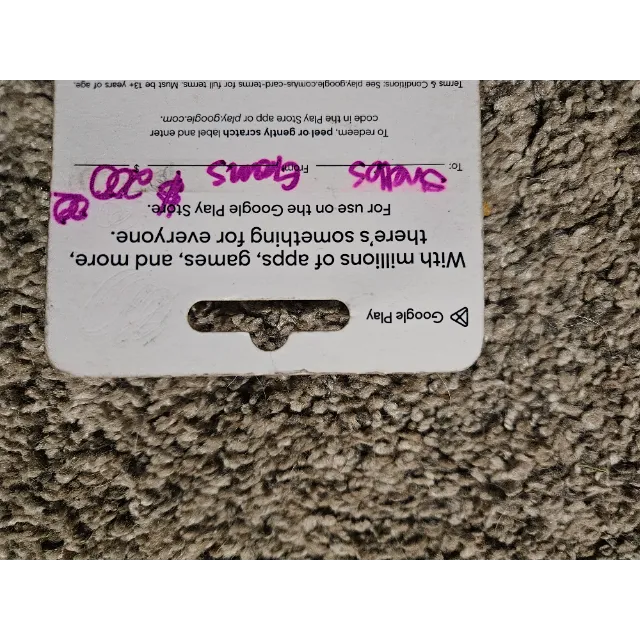 Google Play
With millions of apps, games, and more,
there's something for everyone.
For use on the Google Play Store.
To: From: $ 200 00
To redeem, peel or gently scratch label and enter
code in the Play Store app or play.google.com.
Terms & Conditions: See: play.google.com/us-card-terms for full terms. Must be 13+ years of age